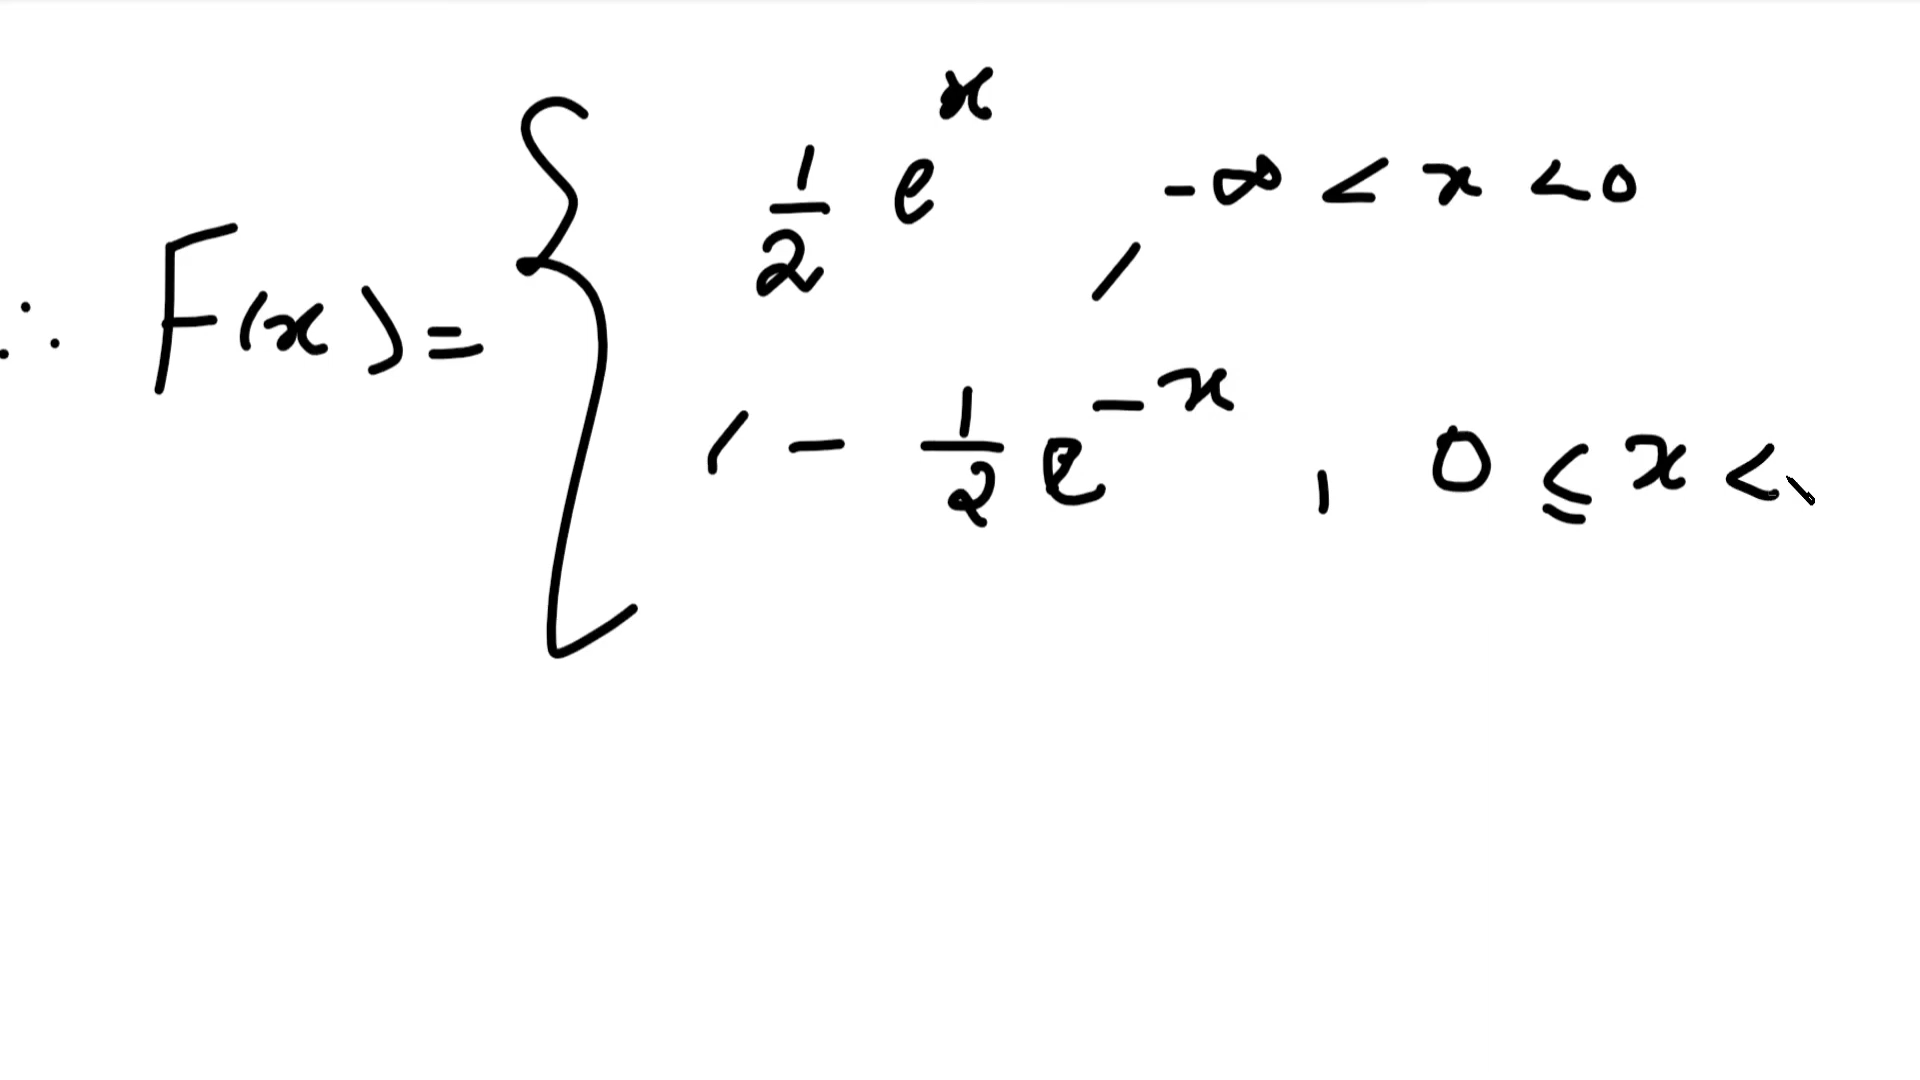 ∴ F(x) = { 1/2 e^x , -∞ < x < 0
1 - 1/2 e^-x , 0 ≤ x <